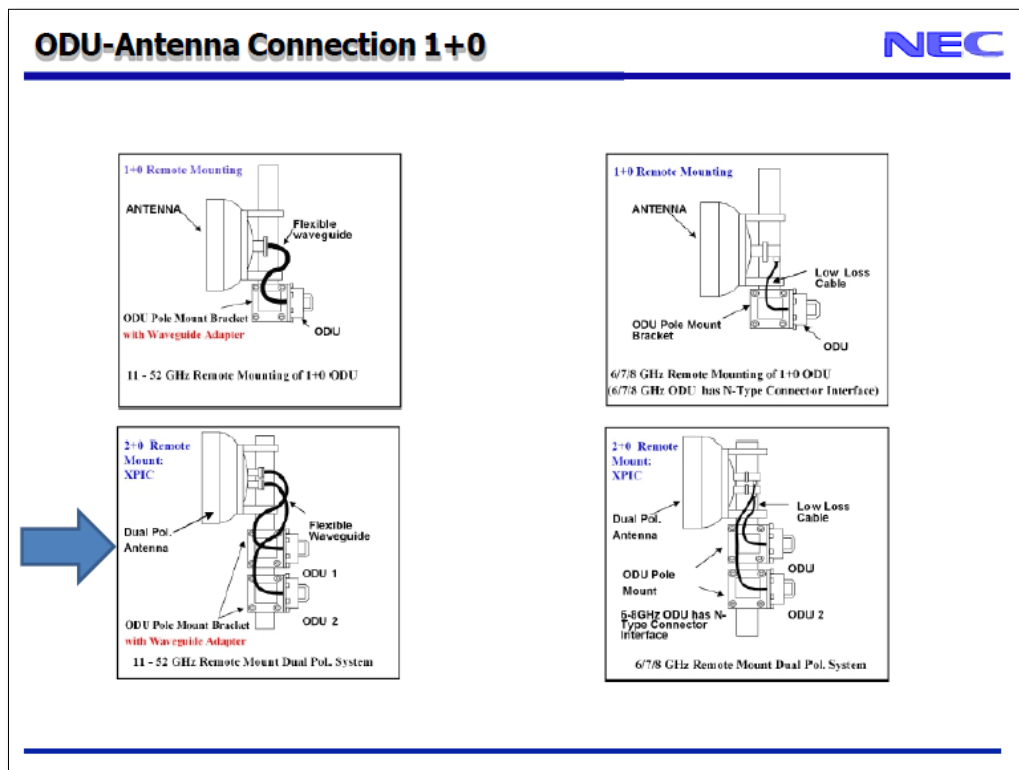 ODU-Antenna Connection 1+0
NEC
1+0 Remote Mounting
ANTENNA
Flexible
waveguide
ODU Pole Mount Bracket
with Waveguide Adapter
ODU
11 - 52 GHz Remote Mounting of 1+0 ODU
1+0 Remote Mounting
ANTENNA
Low Loss
Cable
ODU Pole Mount
Bracket
ODU
6/7/8 GHz Remote Mounting of 1+0 ODU
(6/7/8 GHz ODU has N-Type Connector Interface)
2+0 Remote
Mount:
XPIC
Dual Pol.
Antenna
Flexible
Waveguide
ODU 1
ODU 2
ODU Pole Mount Bracket
with Waveguide Adapter
11 - 52 GHz Remote Mount Dual Pol. System
2+0 Remote
Mount:
XPIC
Dual Pol.
Antenna
Low Loss
Cable
ODU Pole
Mount
ODU
ODU 2
6-8GHz ODU has N-
Type Connector
Interface
6/7/8 GHz Remote Mount Dual Pol. System